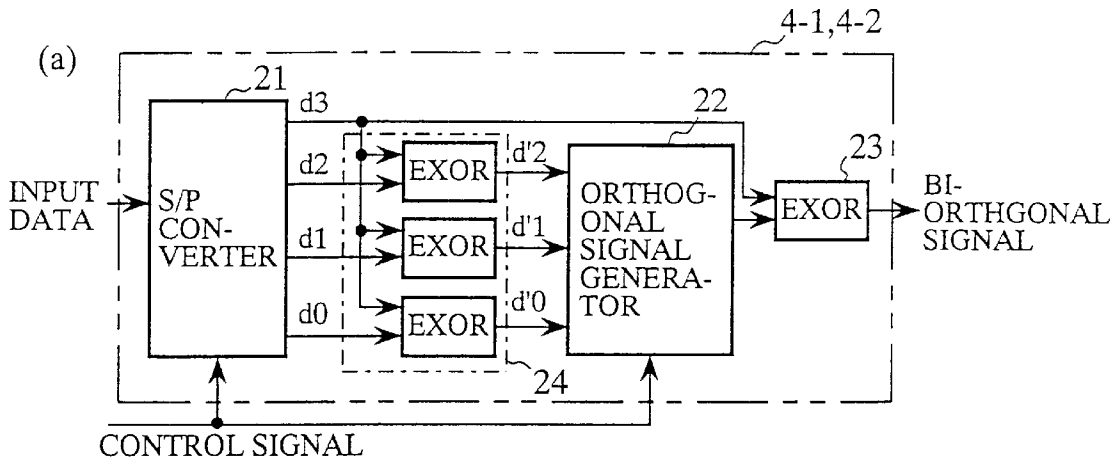 4-1,4-2
(a)
21
d3
22
d2
EXOR
d'2
23
INPUT
DATA
S/P
CON-
VERTER
ORTHOG-
ONAL
SIGNAL
GENERA-
TOR
EXOR
BI-
ORTHGONAL
SIGNAL
d1
EXOR
d'1
d0
EXOR
d'0
24
CONTROL SIGNAL